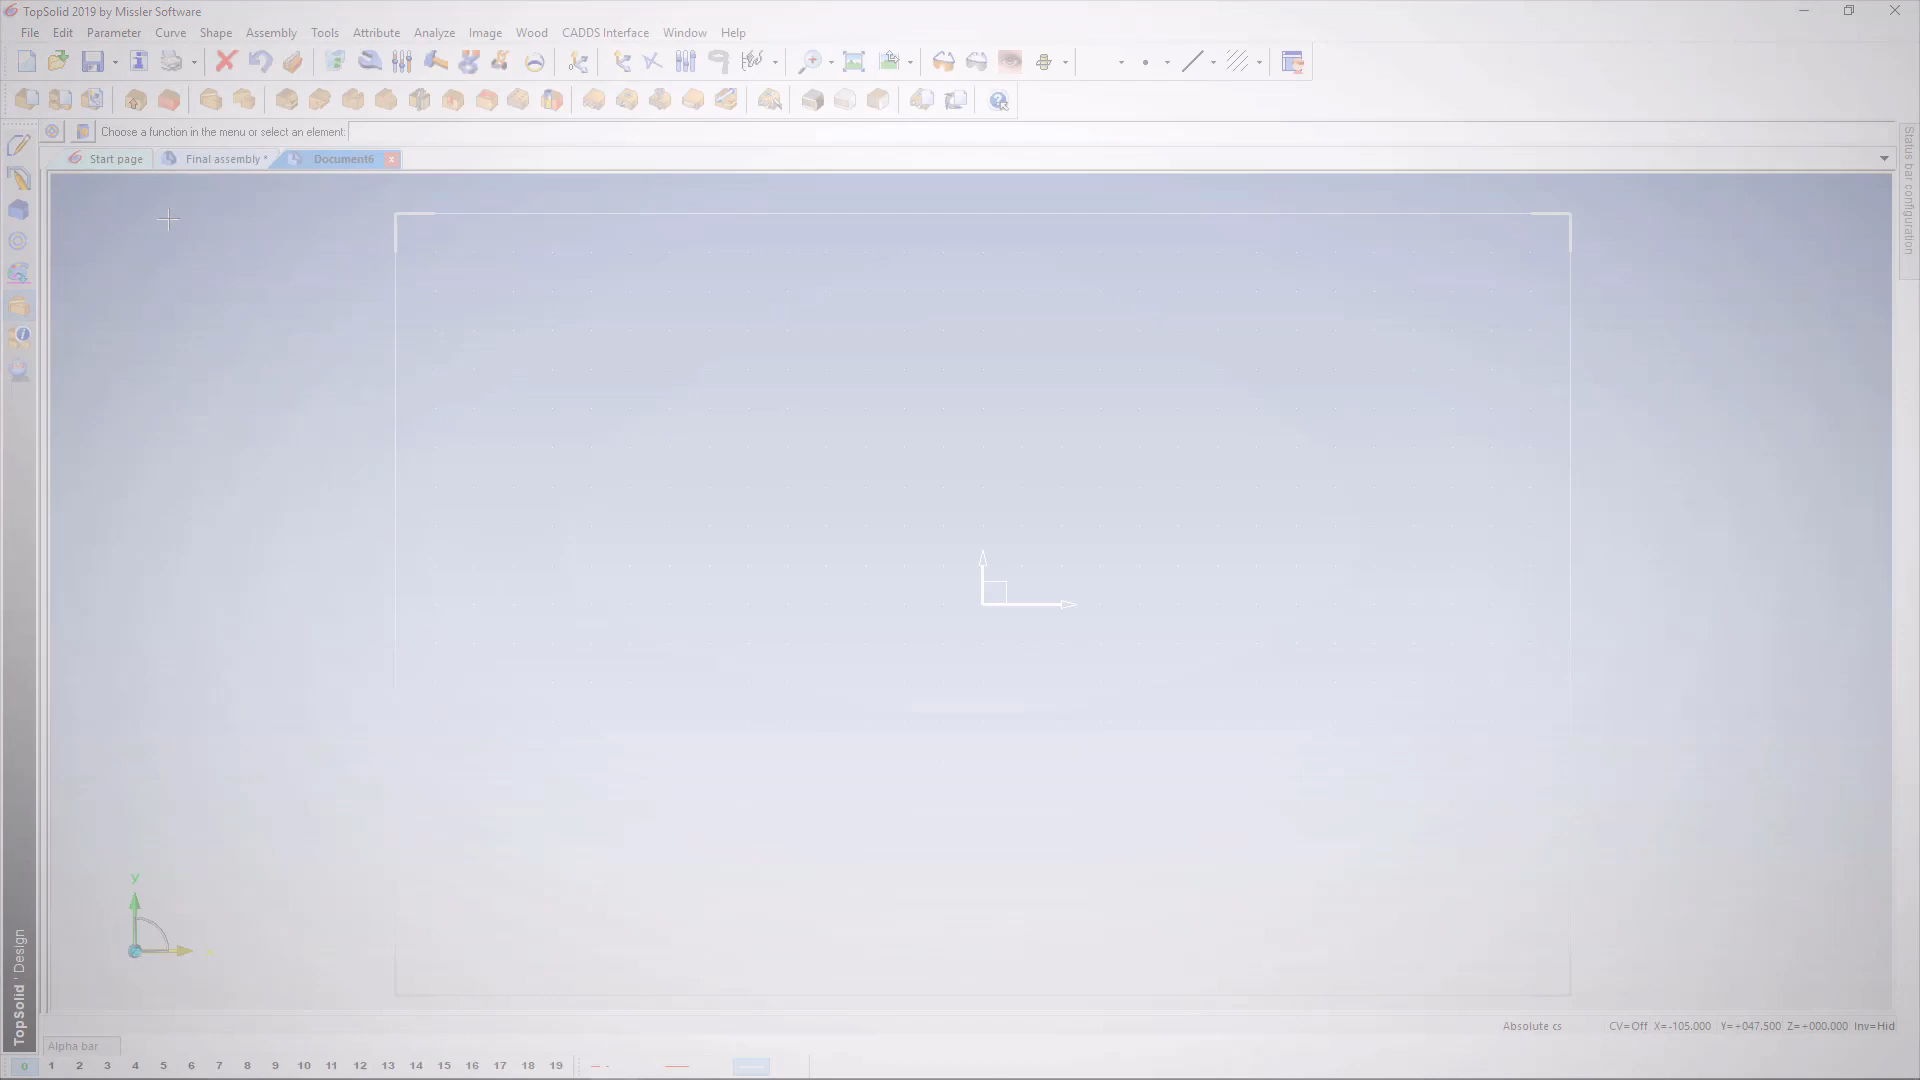 TopSolid 2019 by Missler Software
File Edit Parameter Curve Shape Assembly Tools Attribute Analyze Image Wood CADDS Interface Window Help
Choose a function in the menu or select an element:
Start page Final assembly * Document6
Status bar configuration
y
TopSolid ' Design
Absolute cs CV=Off X=-105.000 Y=+047.500 Z=+000.000 Inv=Hid
Alpha bar
0 1 2 3 4 5 6 7 8 9 10 11 12 13 14 15 16 17 18 19